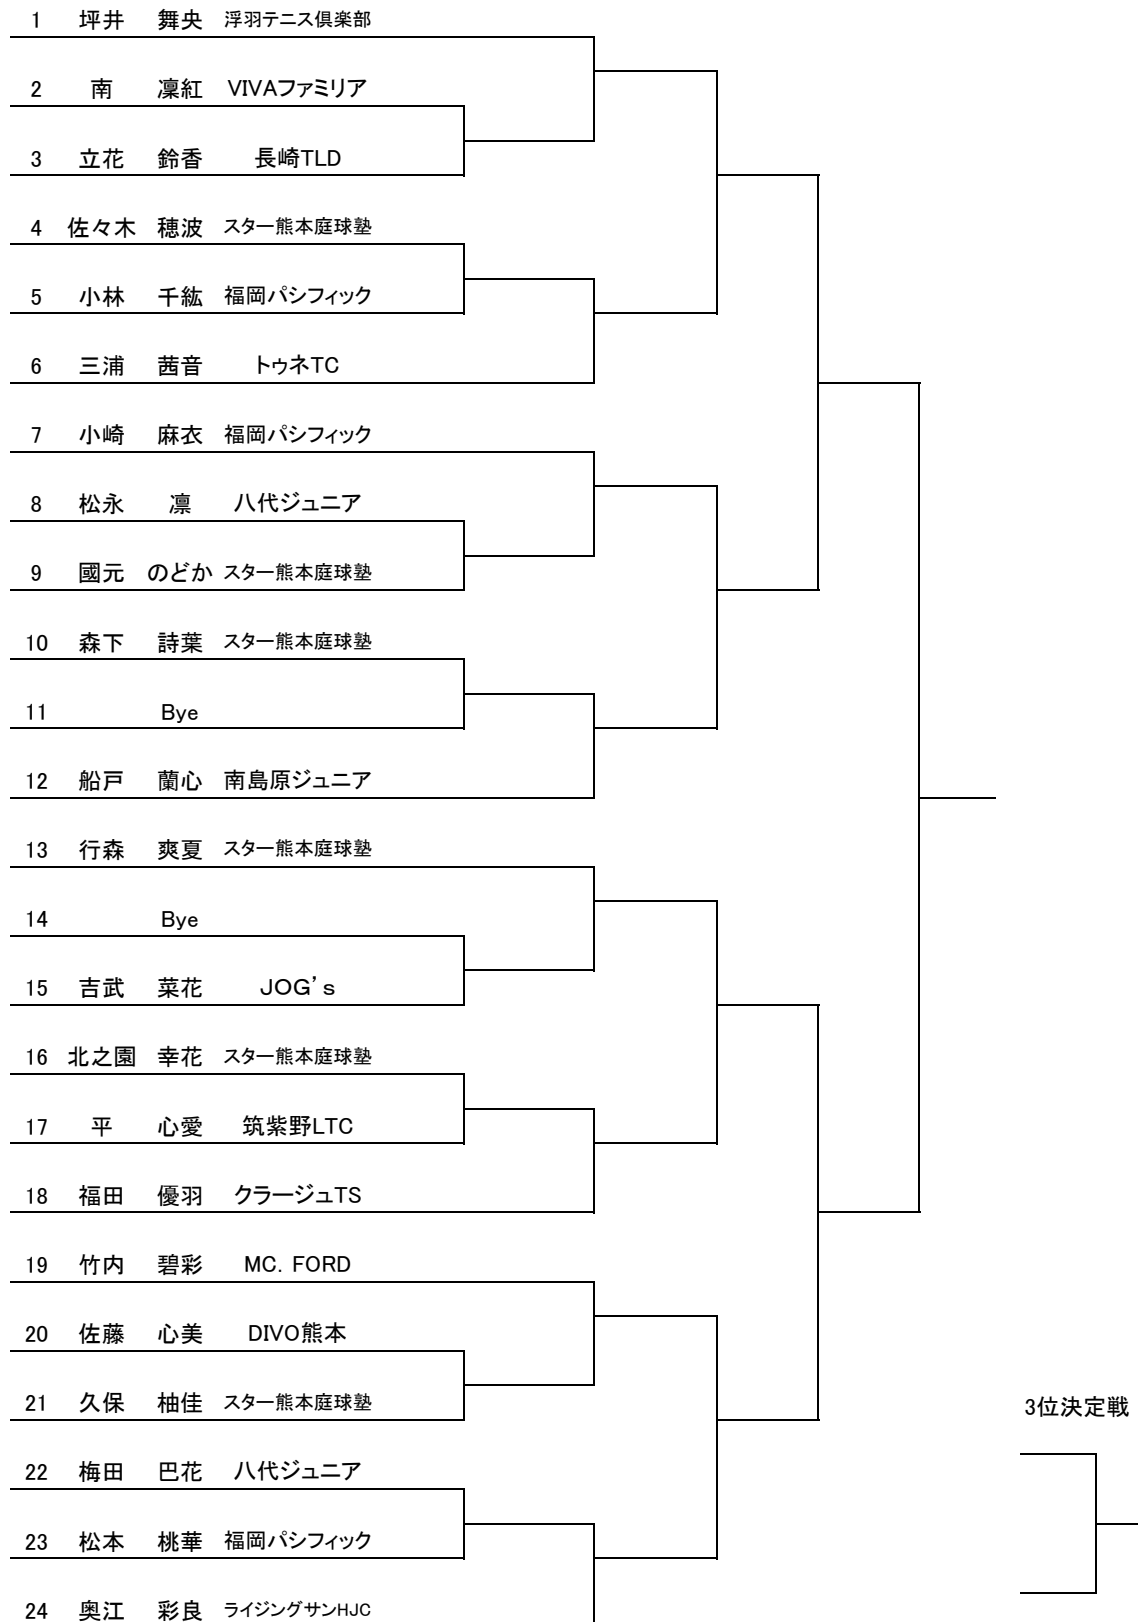 1 坪井 舞央 浮羽テニス倶楽部
2 南 凜紅 VIVAファミリア
3 立花 鈴香 長崎TLD
4 佐々木 穂波 スター熊本庭球塾
5 小林 千紘 福岡パシフィック
6 三浦 茜音 トゥネTC
7 小崎 麻衣 福岡パシフィック
8 松永 凛 八代ジュニア
9 國元 のどか スター熊本庭球塾
10 森下 詩葉 スター熊本庭球塾
11 Bye
12 船戸 蘭心 南島原ジュニア
13 行森 爽夏 スター熊本庭球塾
14 Bye
15 吉武 菜花 JOG’s
16 北之園 幸花 スター熊本庭球塾
17 平 心愛 筑紫野LTC
18 福田 優羽 クラージュTS
19 竹内 碧彩 MC. FORD
20 佐藤 心美 DIVO熊本
21 久保 柚佳 スター熊本庭球塾
3位決定戦
22 梅田 巴花 八代ジュニア
23 松本 桃華 福岡パシフィック
24 奥江 彩良 ライジングサンHJC